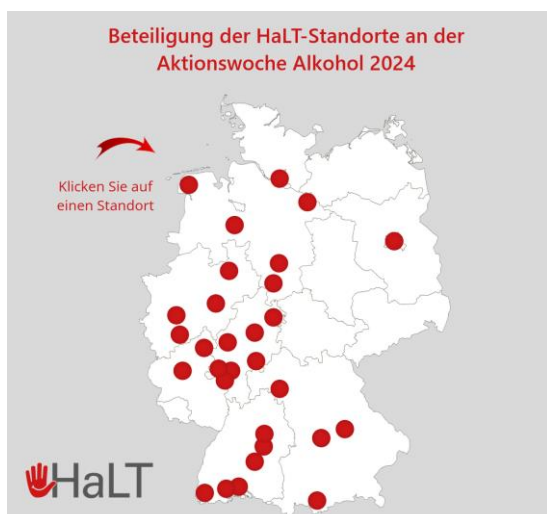 Beteiligung der HaLT-Standorte an der
Aktionswoche Alkohol 2024
Klicken Sie auf
einen Standort
HaLT